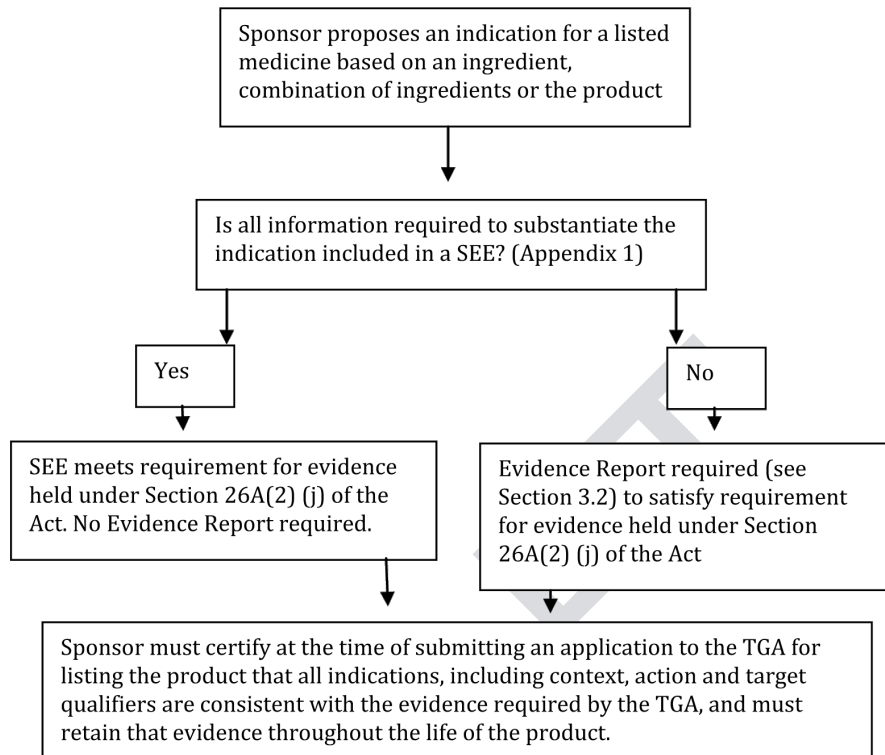 Sponsor proposes an indication for a listed
medicine based on an ingredient,
combination of ingredients or the product
Is all information required to substantiate the
indication included in a SEE? (Appendix 1)
Yes
No
SEE meets requirement for evidence
held under Section 26A(2) (j) of the
Act. No Evidence Report required.
Evidence Report required (see
Section 3.2) to satisfy requirement
for evidence held under Section
26A(2) (j) of the Act
Sponsor must certify at the time of submitting an application to the TGA for
listing the product that all indications, including context, action and target
qualifiers are consistent with the evidence required by the TGA, and must
retain that evidence throughout the life of the product.